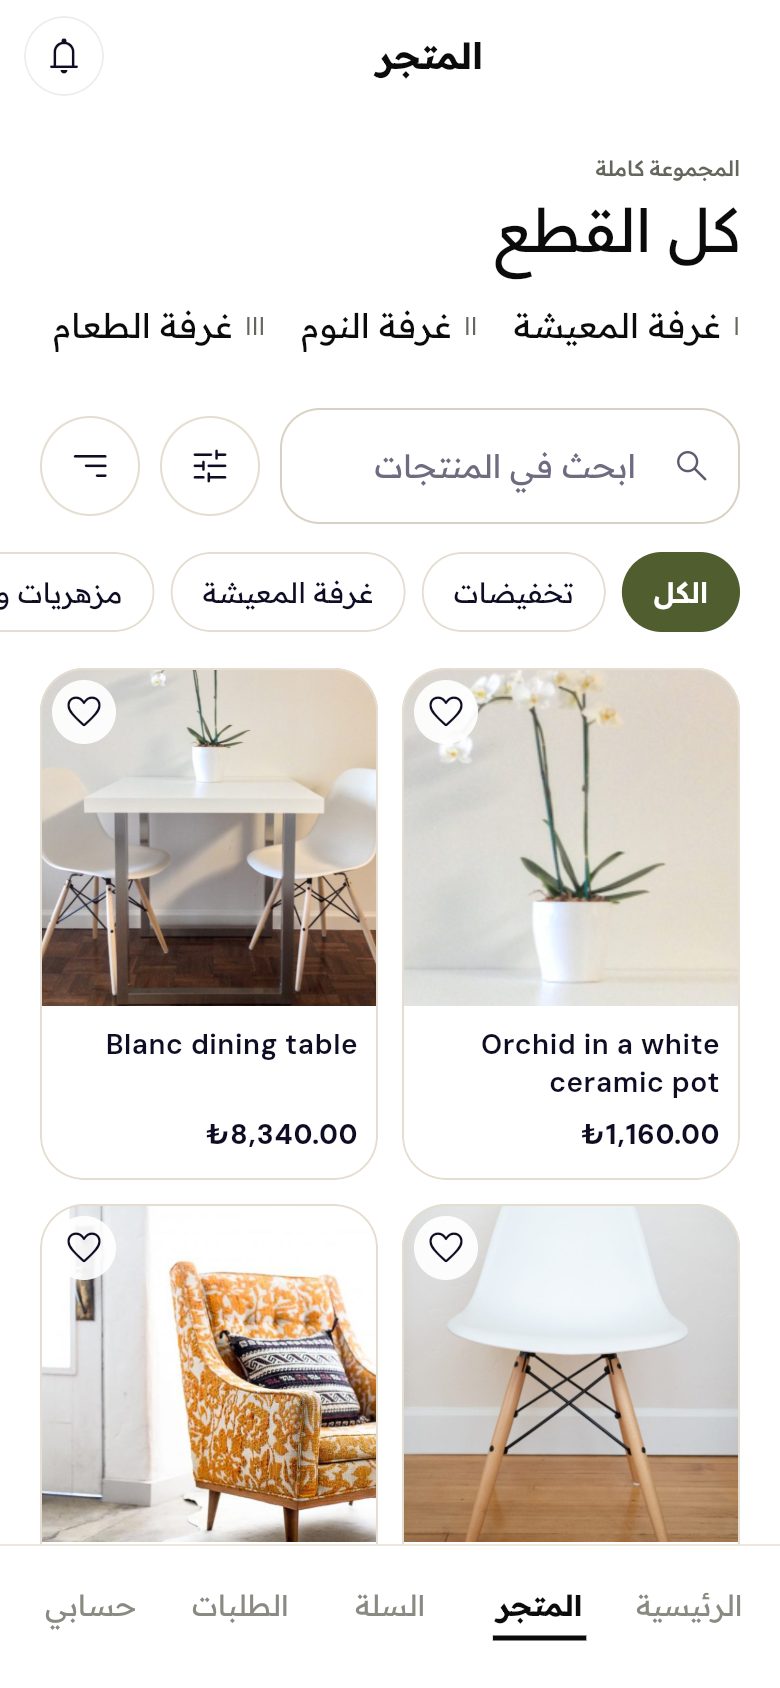 المتجر
المجموعة كاملة
كل القطع
I غرفة المعيشة II غرفة النوم III غرفة الطعام
ابحث في المنتجات
الكل تخفيضات غرفة المعيشة مزهريات و
Orchid in a white ceramic pot
₺1,160.00
Blanc dining table
₺8,340.00
الرئيسية المتجر السلة الطلبات حسابي